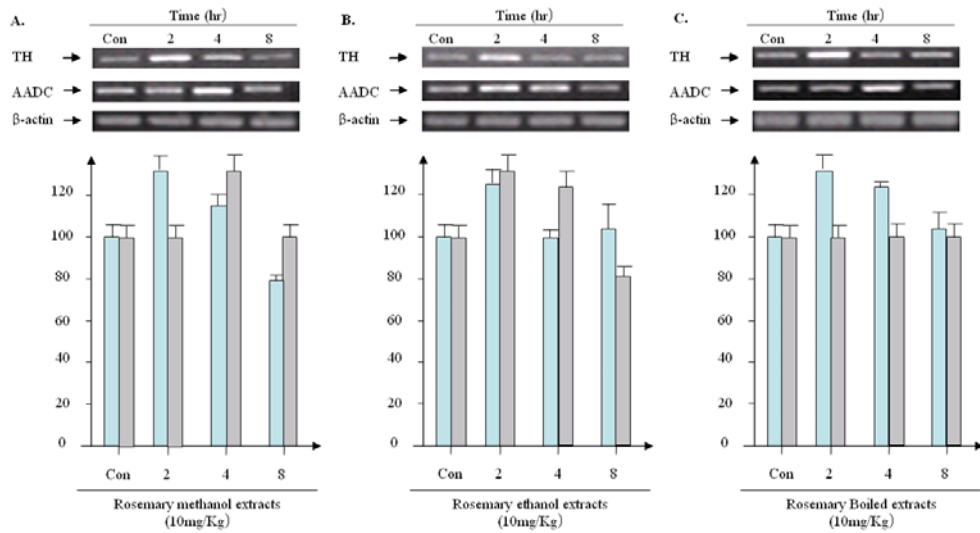 A.
Time (hr)
Con 2 4 8
TH
AADC
β-actin
120
100
80
60
40
20
0
Con 2 4 8
Rosemary methanol extracts
(10mg/Kg)
B.
Time (hr)
Con 2 4 8
TH
AADC
β-actin
120
100
80
60
40
20
0
Con 2 4 8
Rosemary ethanol extracts
(10mg/Kg)
C.
Time (hr)
Con 2 4 8
TH
AADC
β-actin
120
100
80
60
40
20
0
Con 2 4 8
Rosemary Boiled extracts
(10mg/Kg)